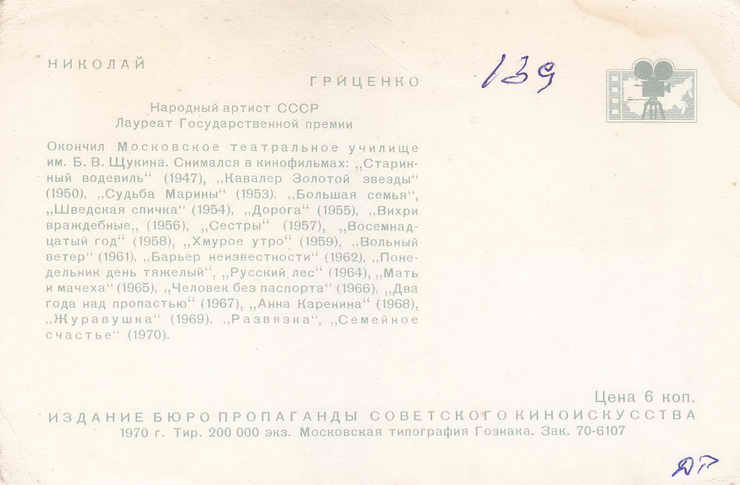 НИКОЛАЙ
ГРИЦЕНКО
139
Народный артист СССР
Лауреат Государственной премии
Окончил Московское театральное училище
им. Б. В. Щукина. Снимался в кинофильмах: „Старин-
ный водевиль“ (1947), „Кавалер Золотой звезды“
(1950), „Судьба Марины“ (1953). „Большая семья“,
„Шведская спичка“ (1954), „Дорога“ (1955), „Вихри
враждебные„ (1956), „Сестры“ (1957), „Восемнад-
цатый год“ (1958), „Хмурое утро“ (1959), „Вольный
ветер“ (1961). „Барьер неизвестности“ (1962). „Поне-
дельник день тяжелый“, „Русский лес“ (1964), „Мать
и мачеха“ (1965), „Человек без паспорта“ (1966), „Два
года над пропастью“ (1967), „Анна Каренина“ (1968),
„Журавушка“ (1969). „Развязка“, „Семейное
счастье“ (1970).
Цена 6 коп.
ИЗДАНИЕ БЮРО ПРОПАГАНДЫ СОВЕТСКОГО КИНОИСКУССТВА
1970 г. Тир. 200 000 экз. Московская типография Гознака. Зак. 70-6107